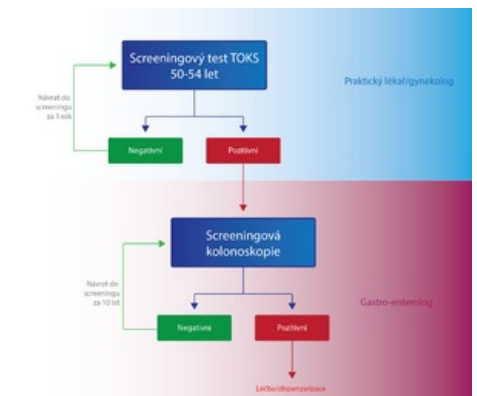 Screeningový test TOKS
50-54 let
Praktický lékař/gynekolog
Návrat do
screeningu
za 1 rok
Negativní
Pozitivní
Screeningová
kolonoskopie
Návrat do
screeningu
za 10 let
Gastro-enterolog
Negativní
Pozitivní
Léčba/dispenzarizace